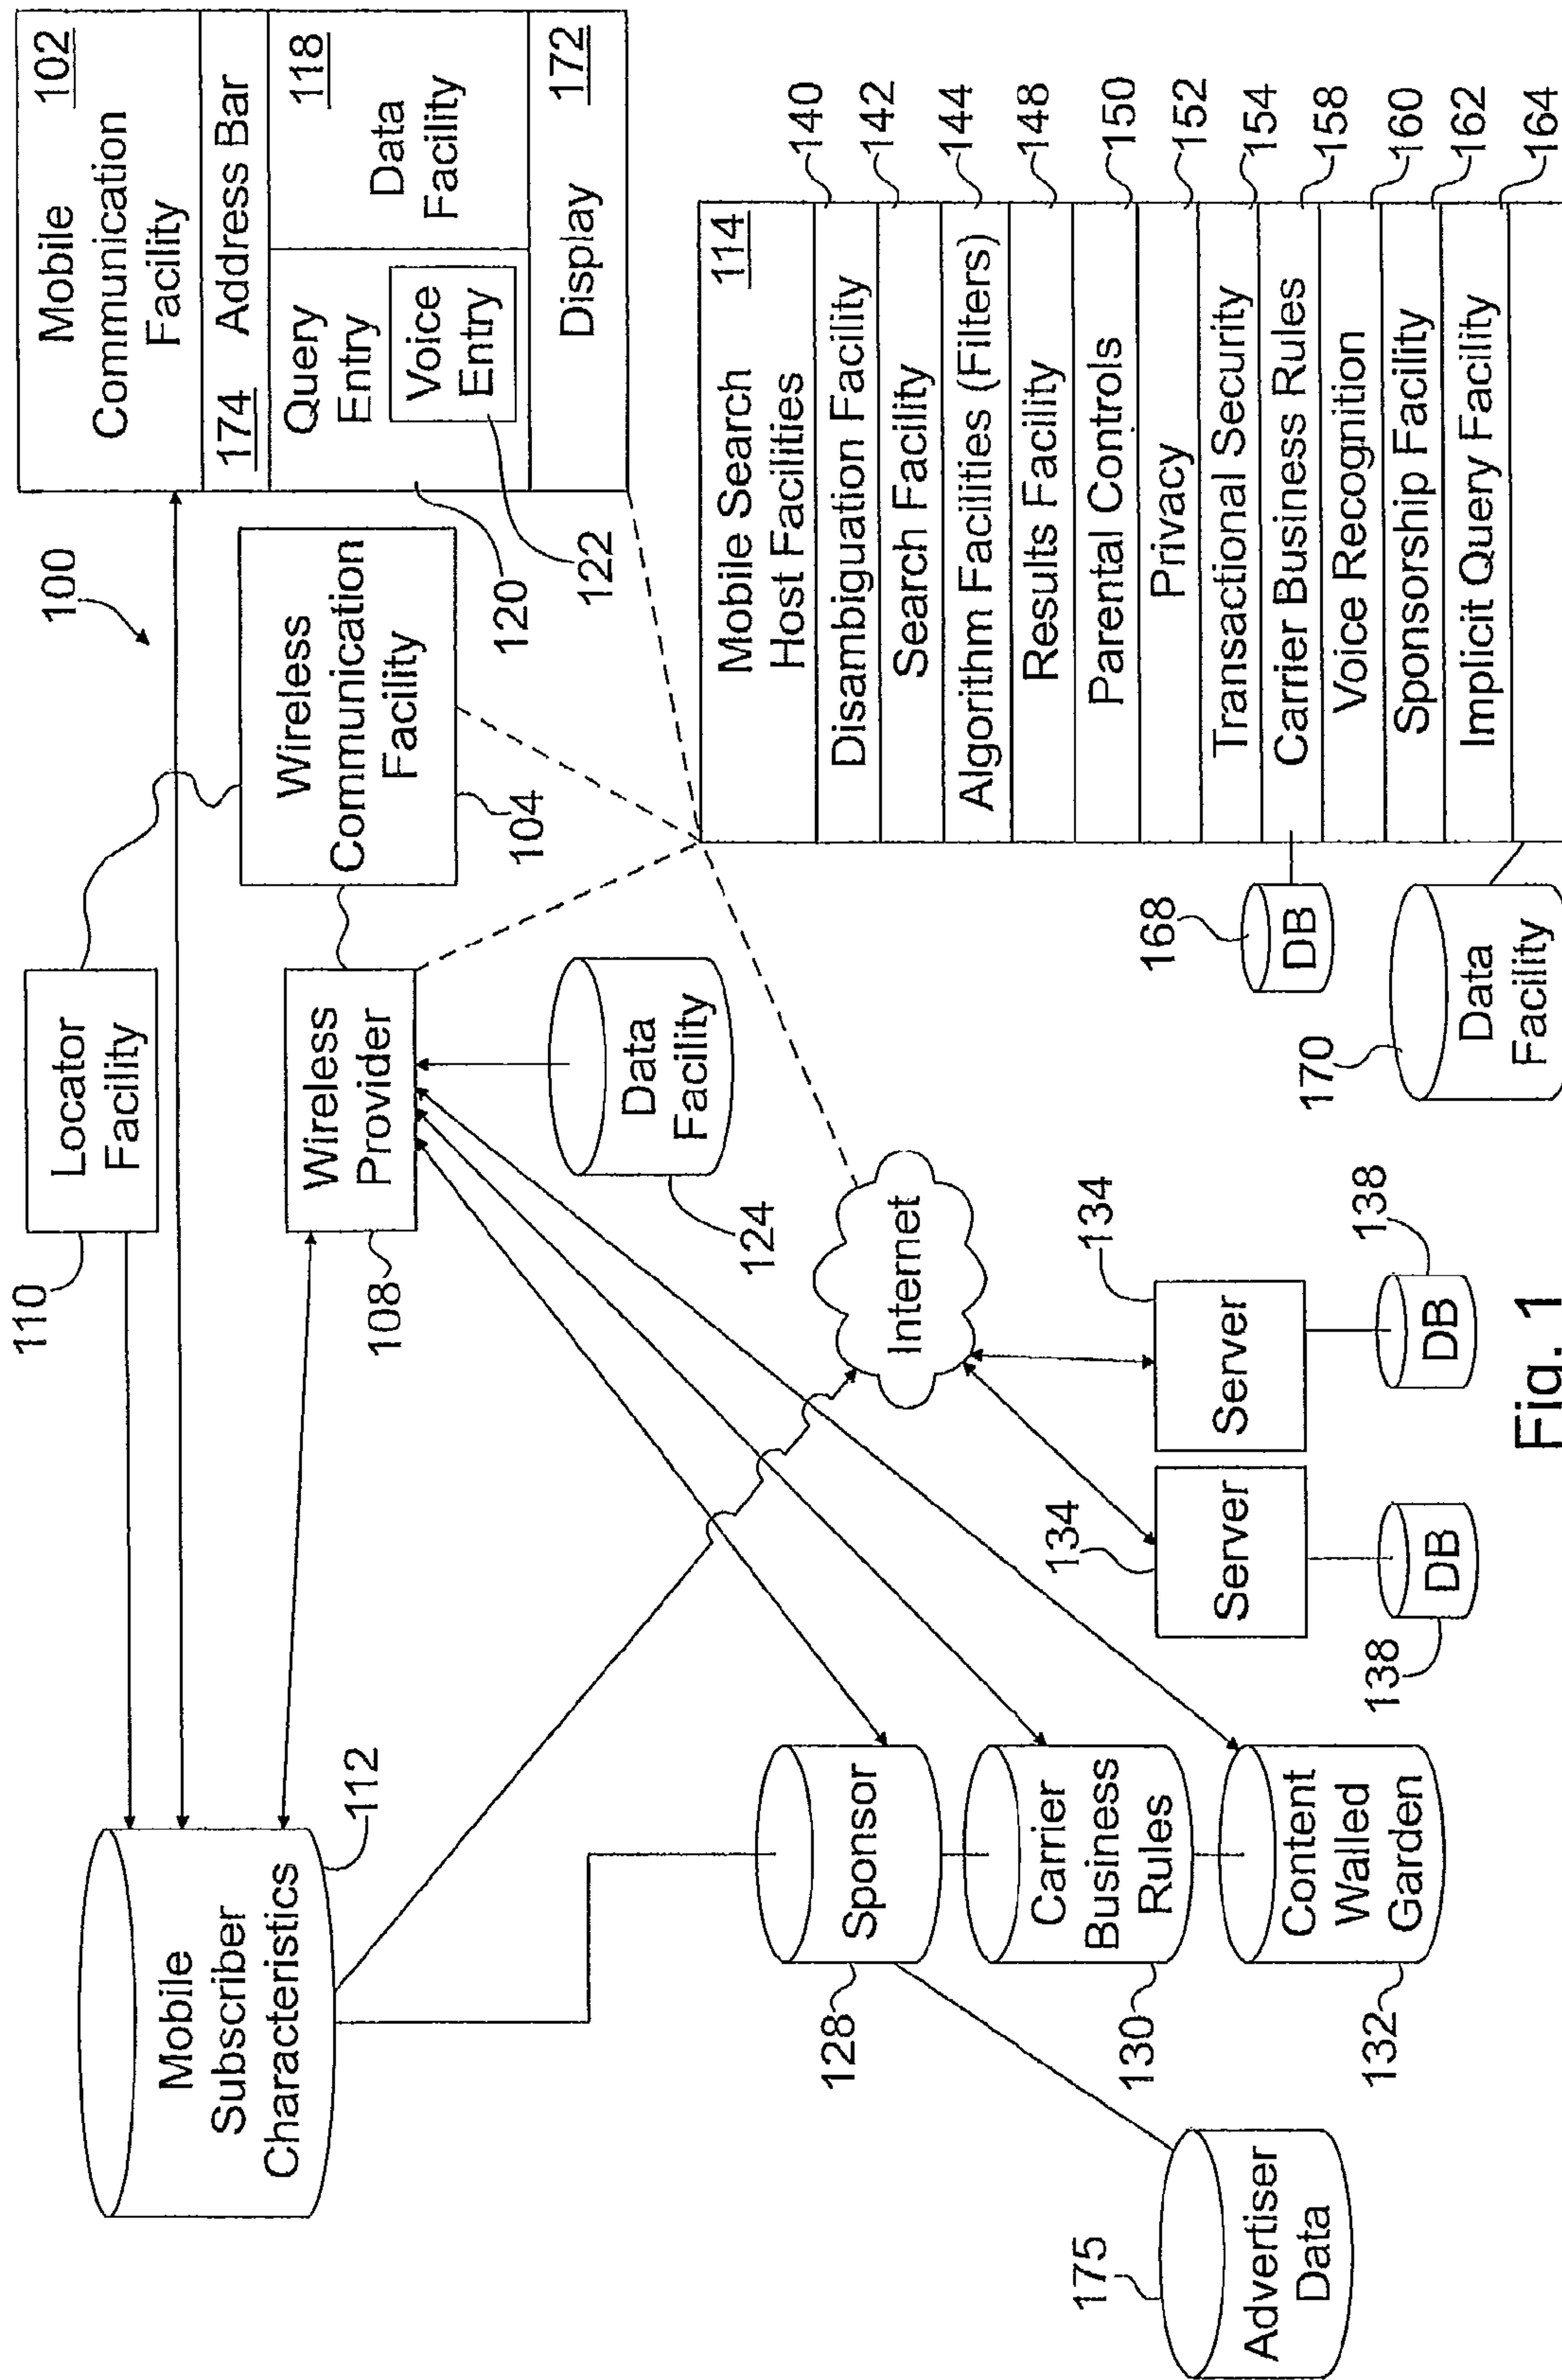 100
110
Locator
Facility
Mobile
Communication
Facility
102
174
Address Bar
Query
Entry
Voice
Entry
118
Data
Facility
Display
172
120
122
Wireless
Communication
Facility
104
Wireless
Provider
108
Data
Facility
124
Mobile
Subscriber
Characteristics
112
Internet
Sponsor
128
Carrier
Business
Rules
130
Content
Walled
Garden
132
Advertiser
Data
175
134
Server
DB
138
134
Server
DB
138
Mobile Search
Host Facilities
114
Disambiguation Facility
140
Search Facility
142
Algorithm Facilities (Filters)
144
Results Facility
148
Parental Controls
150
Privacy
152
Transactional Security
154
Carrier Business Rules
158
Voice Recognition
160
Sponsorship Facility
162
Implicit Query Facility
164
168
DB
170
Data
Facility
Fig. 1